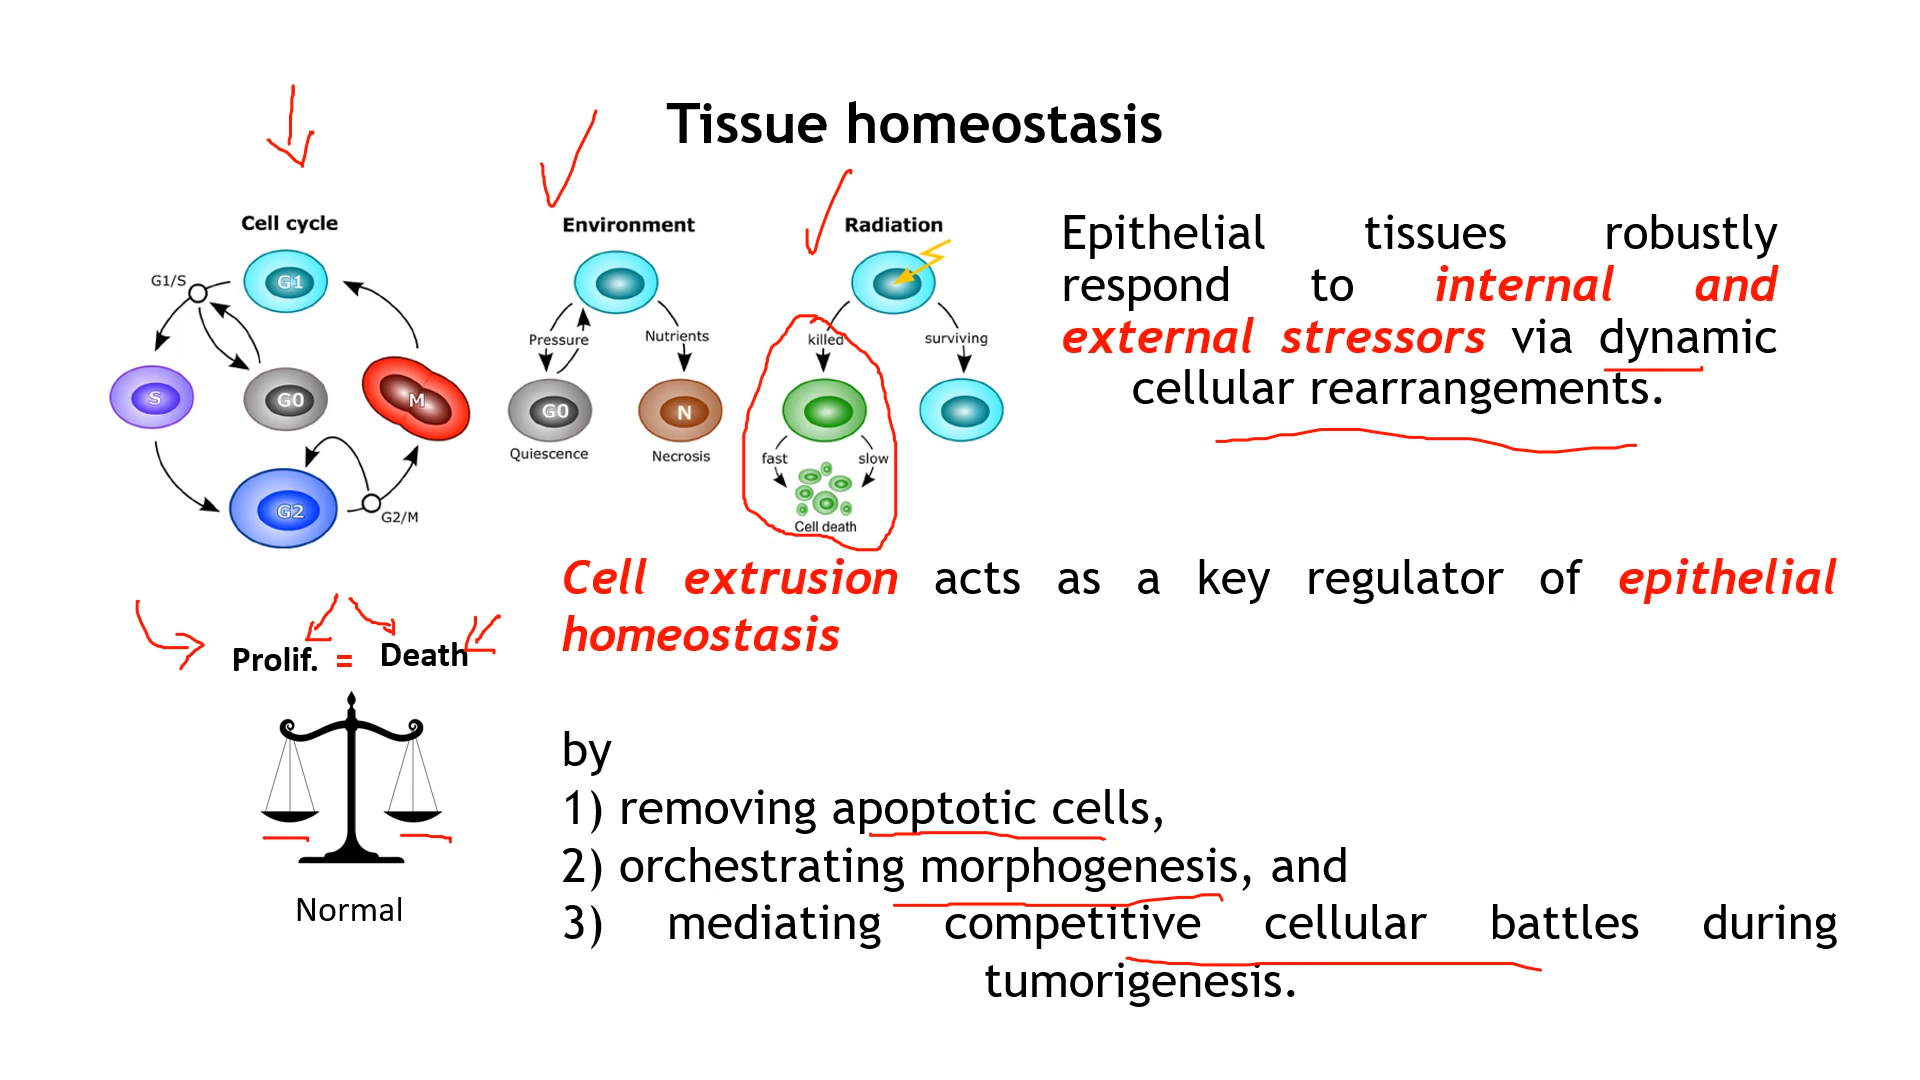 Tissue homeostasis
Cell cycle
G1/S
G1
S
G0
M
G2
G2/M
Environment
Pressure
Nutrients
G0
N
Quiescence
Necrosis
Radiation
killed
surviving
fast
slow
Cell death
Epithelial tissues robustly
respond to internal and
external stressors via dynamic
cellular rearrangements.
Cell extrusion acts as a key regulator of epithelial
homeostasis
Prolif. = Death
Normal
by
1) removing apoptotic cells,
2) orchestrating morphogenesis, and
3) mediating competitive cellular battles during
tumorigenesis.